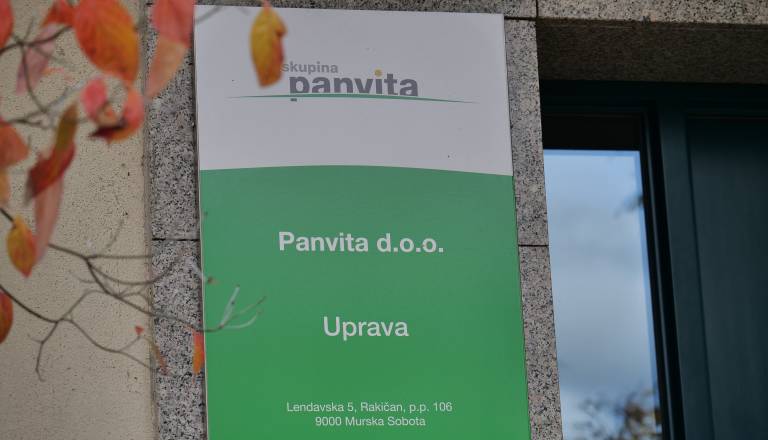 skupina
panvita
Panvita d.o.o.
Uprava
Lendavska 5, Rakičan, p.p. 106
9000 Murska Sobota